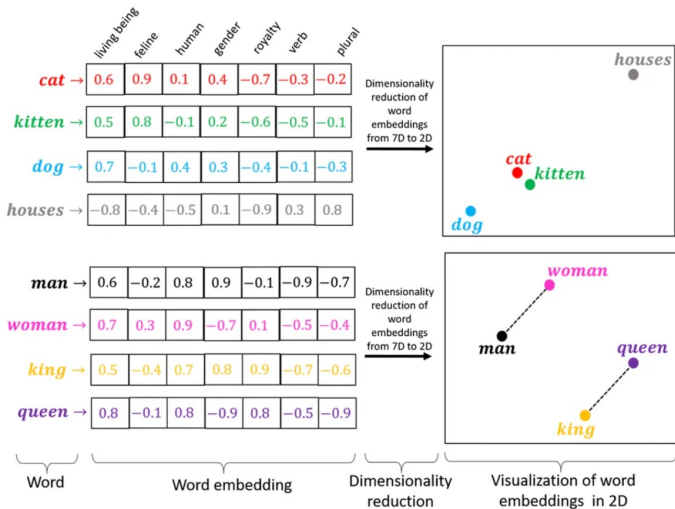 living being feline human gender royalty verb plural
cat → 0.6 0.9 0.1 0.4 −0.7 −0.3 −0.2
kitten → 0.5 0.8 −0.1 0.2 −0.6 −0.5 −0.1
dog → 0.7 −0.1 0.4 0.3 −0.4 −0.1 −0.3
houses → −0.8 −0.4 −0.5 0.1 −0.9 0.3 0.8
Dimensionality
reduction of
word
embeddings
from 7D to 2D
houses
cat
kitten
dog
man → 0.6 −0.2 0.8 0.9 −0.1 −0.9 −0.7
woman → 0.7 0.3 0.9 −0.7 0.1 −0.5 −0.4
king → 0.5 −0.4 0.7 0.8 0.9 −0.7 −0.6
queen → 0.8 −0.1 0.8 −0.9 0.8 −0.5 −0.9
Dimensionality
reduction of
word
embeddings
from 7D to 2D
woman
man
queen
king
Word
Word embedding
Dimensionality
reduction
Visualization of word
embeddings in 2D